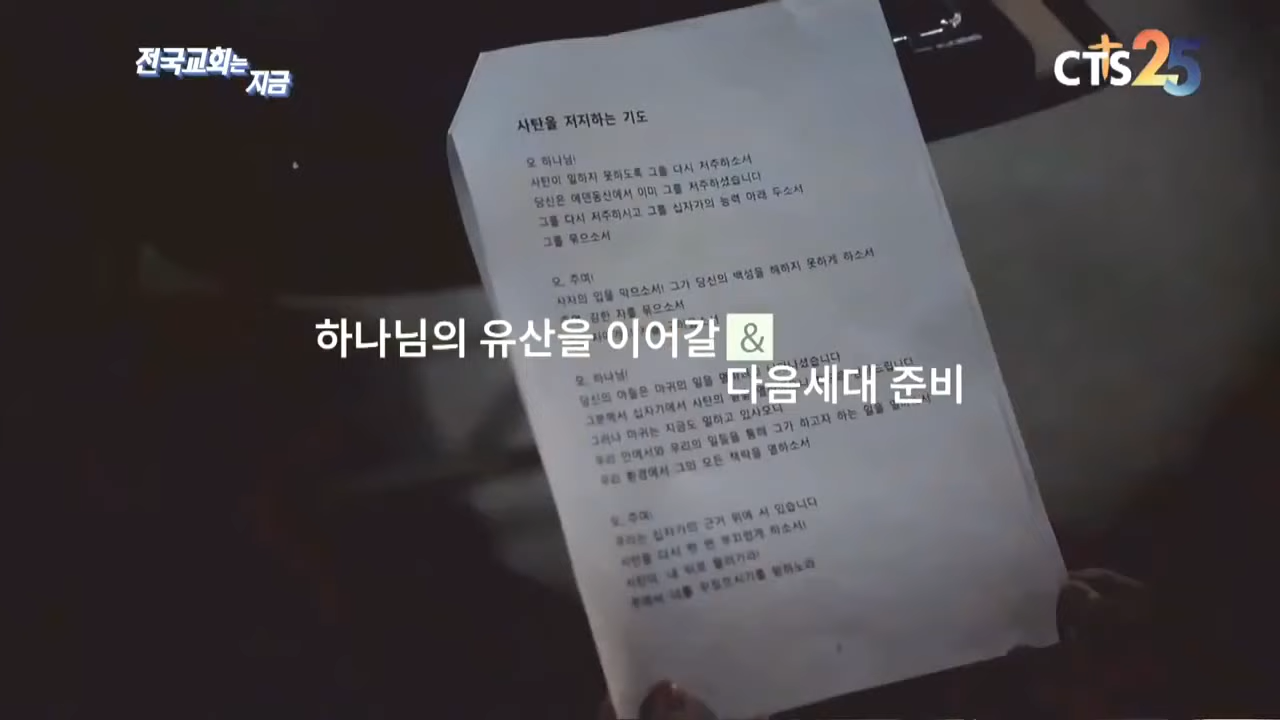 전국교회는
지금
CTS25
사탄을 저지하는 기도
오 하나님!
사탄이 일하지 못하도록 그를 다시 저주하소서
당신은 에덴동산에서 이미 그를 저주하셨습니다
그를 다시 저주하시고 그를 십자가의 능력 아래 두소서
그를 묶으소서
오, 주여!
사자의 입을 막으소서! 그가 당신의 백성을 해하지 못하게 하소서
강한 자를 묶으소서
하나님의 유산을 이어갈 &
다음세대 준비
오, 하나님!
당신의 아들은 마귀의 일을
그분께서 십자가에서 사탄의
그러나 마귀는 지금도 일하고 있사오니
우리 안에서와 우리의 일들을 통해 그가 하고자 하는 일을
우리 환경에서 그의 모든 책략을 멸하소서
오, 주여!
우리는 십자가의 근거 위에 서 있습니다
사탄을 다시 한 번 부끄럽게 하소서!
사탄아, 내 뒤로 물러가라!
주께서 너를 꾸짖으시기를 원하노라